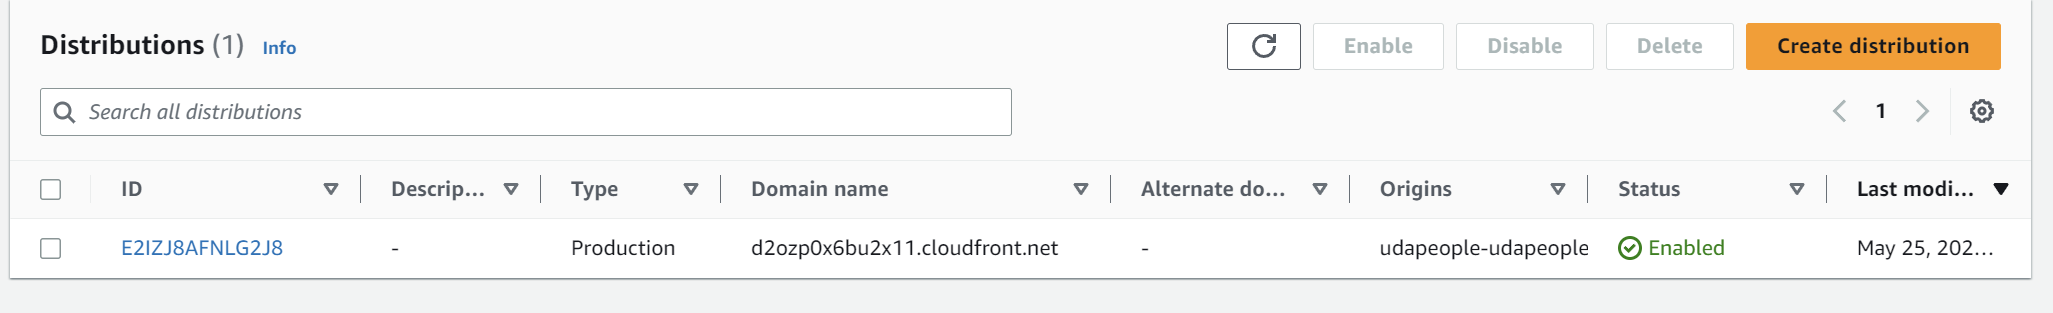 Distributions (1) Info Enable Disable Delete Create distribution
Search all distributions 1
ID Descrip... Type Domain name Alternate do... Origins Status Last modi...
E2IZJ8AFNLG2J8 - Production d2ozp0x6bu2x11.cloudfront.net - udapeople-udapeople Enabled May 25, 202...